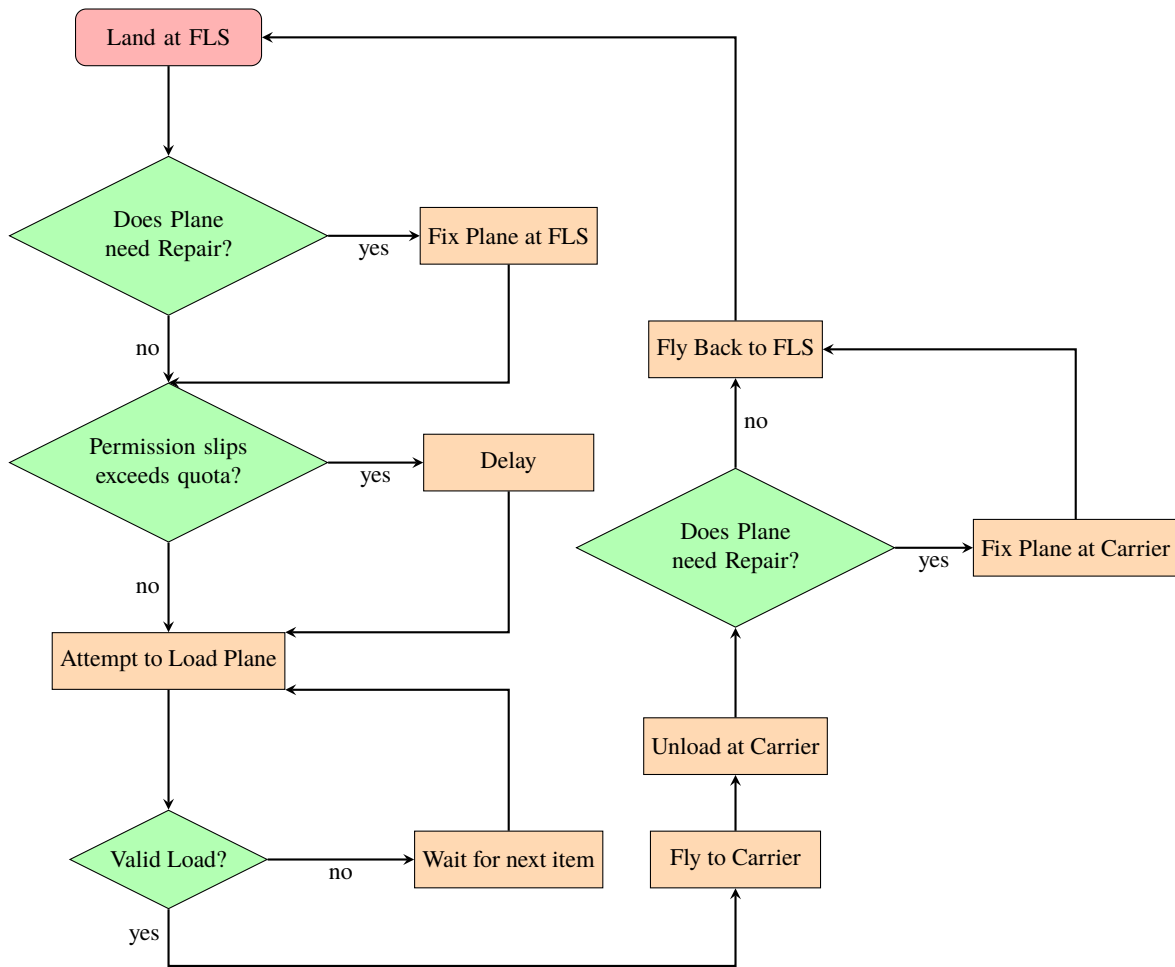 Land at FLS
Does Plane
need Repair?
yes
Fix Plane at FLS
no
Permission slips
exceeds quota?
yes
Delay
no
Attempt to Load Plane
Valid Load?
no
Wait for next item
yes
Fly to Carrier
Unload at Carrier
Does Plane
need Repair?
yes
Fix Plane at Carrier
no
Fly Back to FLS